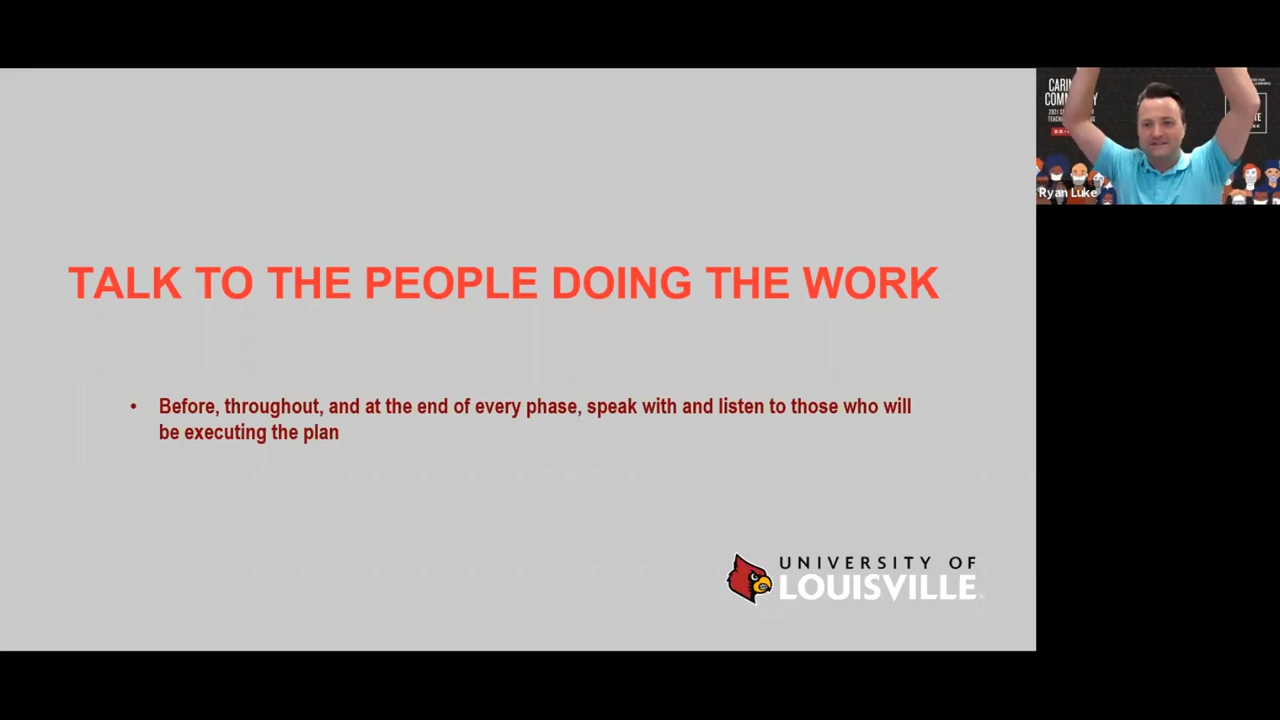 TALK TO THE PEOPLE DOING THE WORK
• Before, throughout, and at the end of every phase, speak with and listen to those who will
be executing the plan
UNIVERSITY OF
LOUISVILLE
Ryan Luke